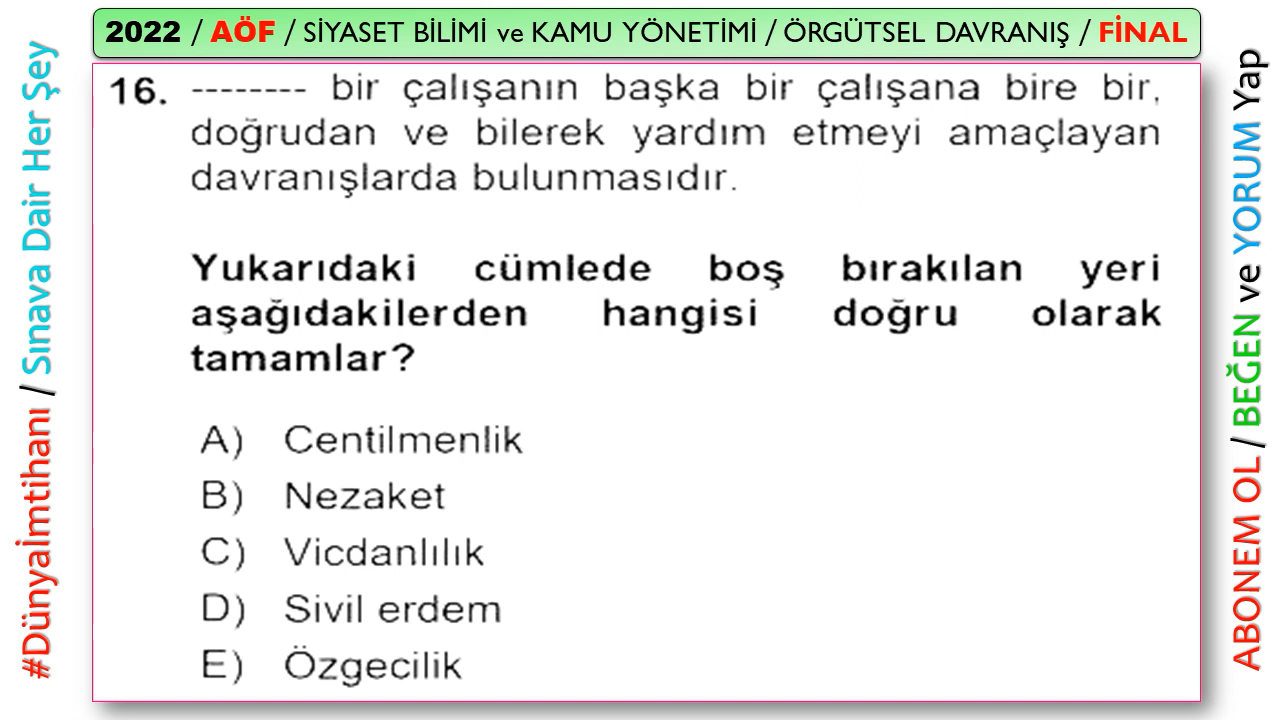 2022 / AÖF / SİYASET BİLİMİ ve KAMU YÖNETİMİ / ÖRGÜTSEL DAVRANIŞ / FİNAL
#Dünyaİmtihanı / Sınava Dair Her Şey
16. -------- bir çalışanın başka bir çalışana bire bir,
doğrudan ve bilerek yardım etmeyi amaçlayan
davranışlarda bulunmasıdır.
Yukarıdaki cümlede boş bırakılan yeri
aşağıdakilerden hangisi doğru olarak
tamamlar?
A) Centilmenlik
B) Nezaket
C) Vicdanlılık
D) Sivil erdem
E) Özgecilik
ABONEM OL / BEĞEN ve YORUM Yap